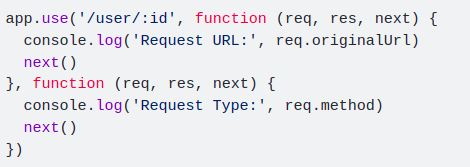 app.use('/user/:id', function (req, res, next) {
  console.log('Request URL:', req.originalUrl)
  next()
}, function (req, res, next) {
  console.log('Request Type:', req.method)
  next()
})